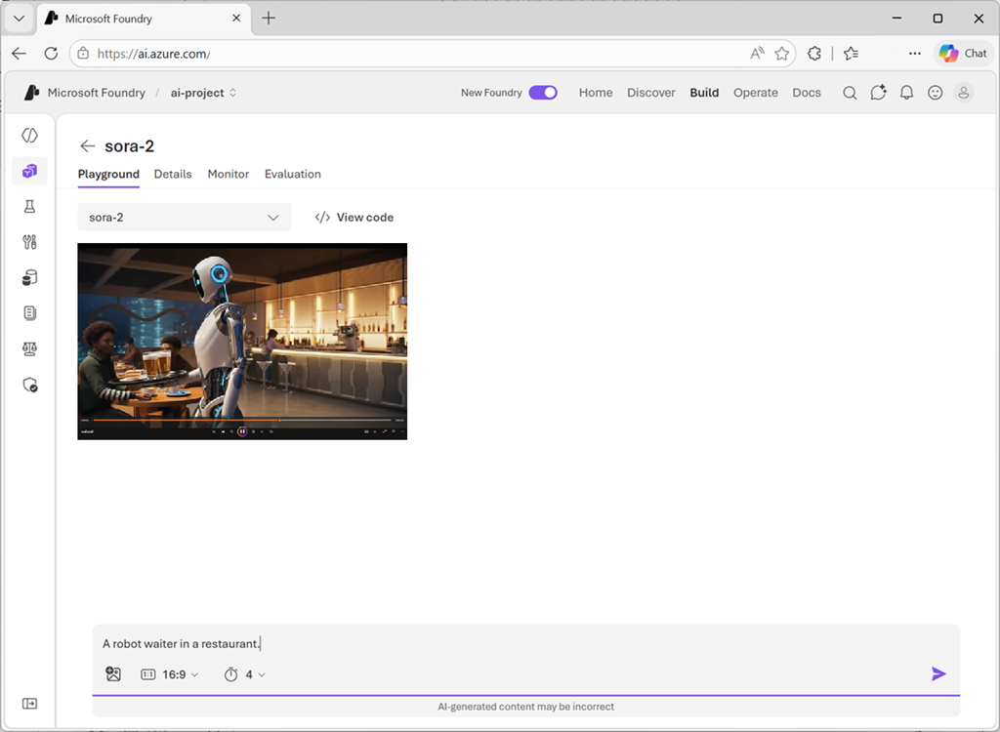 Microsoft Foundry
https://ai.azure.com/
Chat
Microsoft Foundry / ai-project
New Foundry
Home
Discover
Build
Operate
Docs
sora-2
Playground
Details
Monitor
Evaluation
sora-2
</> View code
A robot waiter in a restaurant.
1:1 16:9
4
AI-generated content may be incorrect